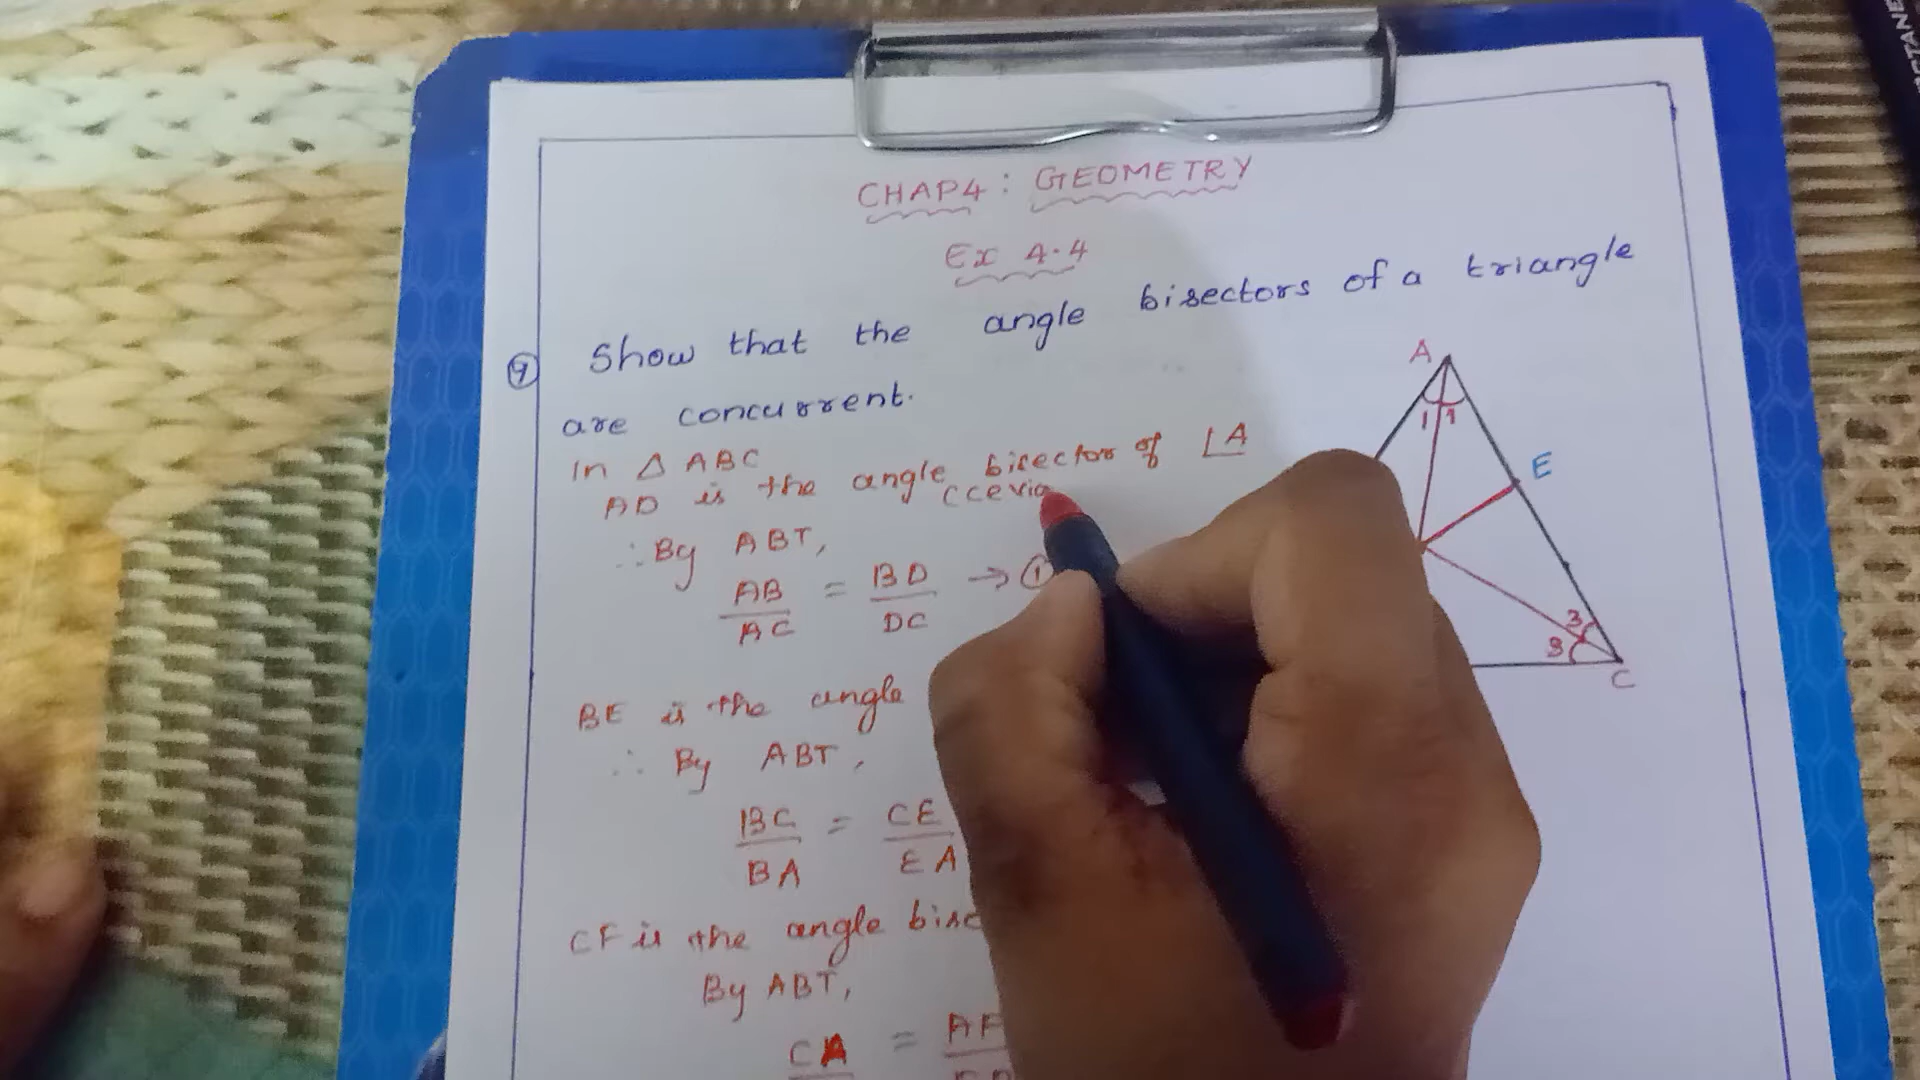 CHAP4 : GEOMETRY
Ex 4.4
9 Show that the angle bisectors of a triangle
are concurrent.
In △ ABC
AD is the angle bisector of ∠A
(cevia
∴ By ABT,
AB/AC = BD/DC → ①
BE is the angle
∴ By ABT,
BC/BA = CE/EA
CF is the angle bise
By ABT,
CA = AF
A
1 1
E
3
3
C